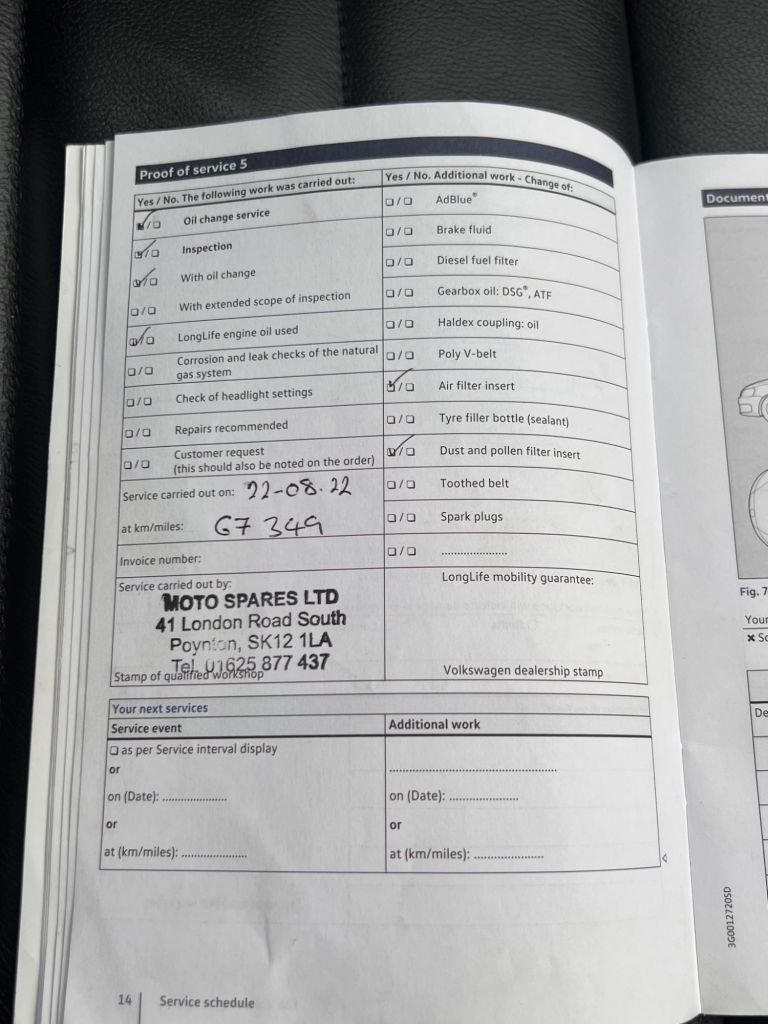 Proof of service 5
Yes / No. The following work was carried out:
Oil change service
Inspection
With oil change
With extended scope of inspection
LongLife engine oil used
Corrosion and leak checks of the natural
gas system
Check of headlight settings
Repairs recommended
Customer request
(this should also be noted on the order)
Service carried out on: 22-08.22
at km/miles: 67 349
Invoice number:
Service carried out by:
MOTO SPARES LTD
41 London Road South
Poynton, SK12 1LA
Tel 01625 877 437
Stamp of qualified workshop
Yes / No. Additional work - Change of:
AdBlue®
Brake fluid
Diesel fuel filter
Gearbox oil: DSG®, ATF
Haldex coupling: oil
Poly V-belt
Air filter insert
Tyre filler bottle (sealant)
Dust and pollen filter insert
Toothed belt
Spark plugs
......................
LongLife mobility guarantee:
Volkswagen dealership stamp
Your next services
Service event
as per Service interval display
or
on (Date): ......................
or
at (km/miles): ......................
Additional work
......................................................
on (Date): ......................
or
at (km/miles): ......................
14 | Service schedule
Document
Fig. 7
Your
3G0012720SD